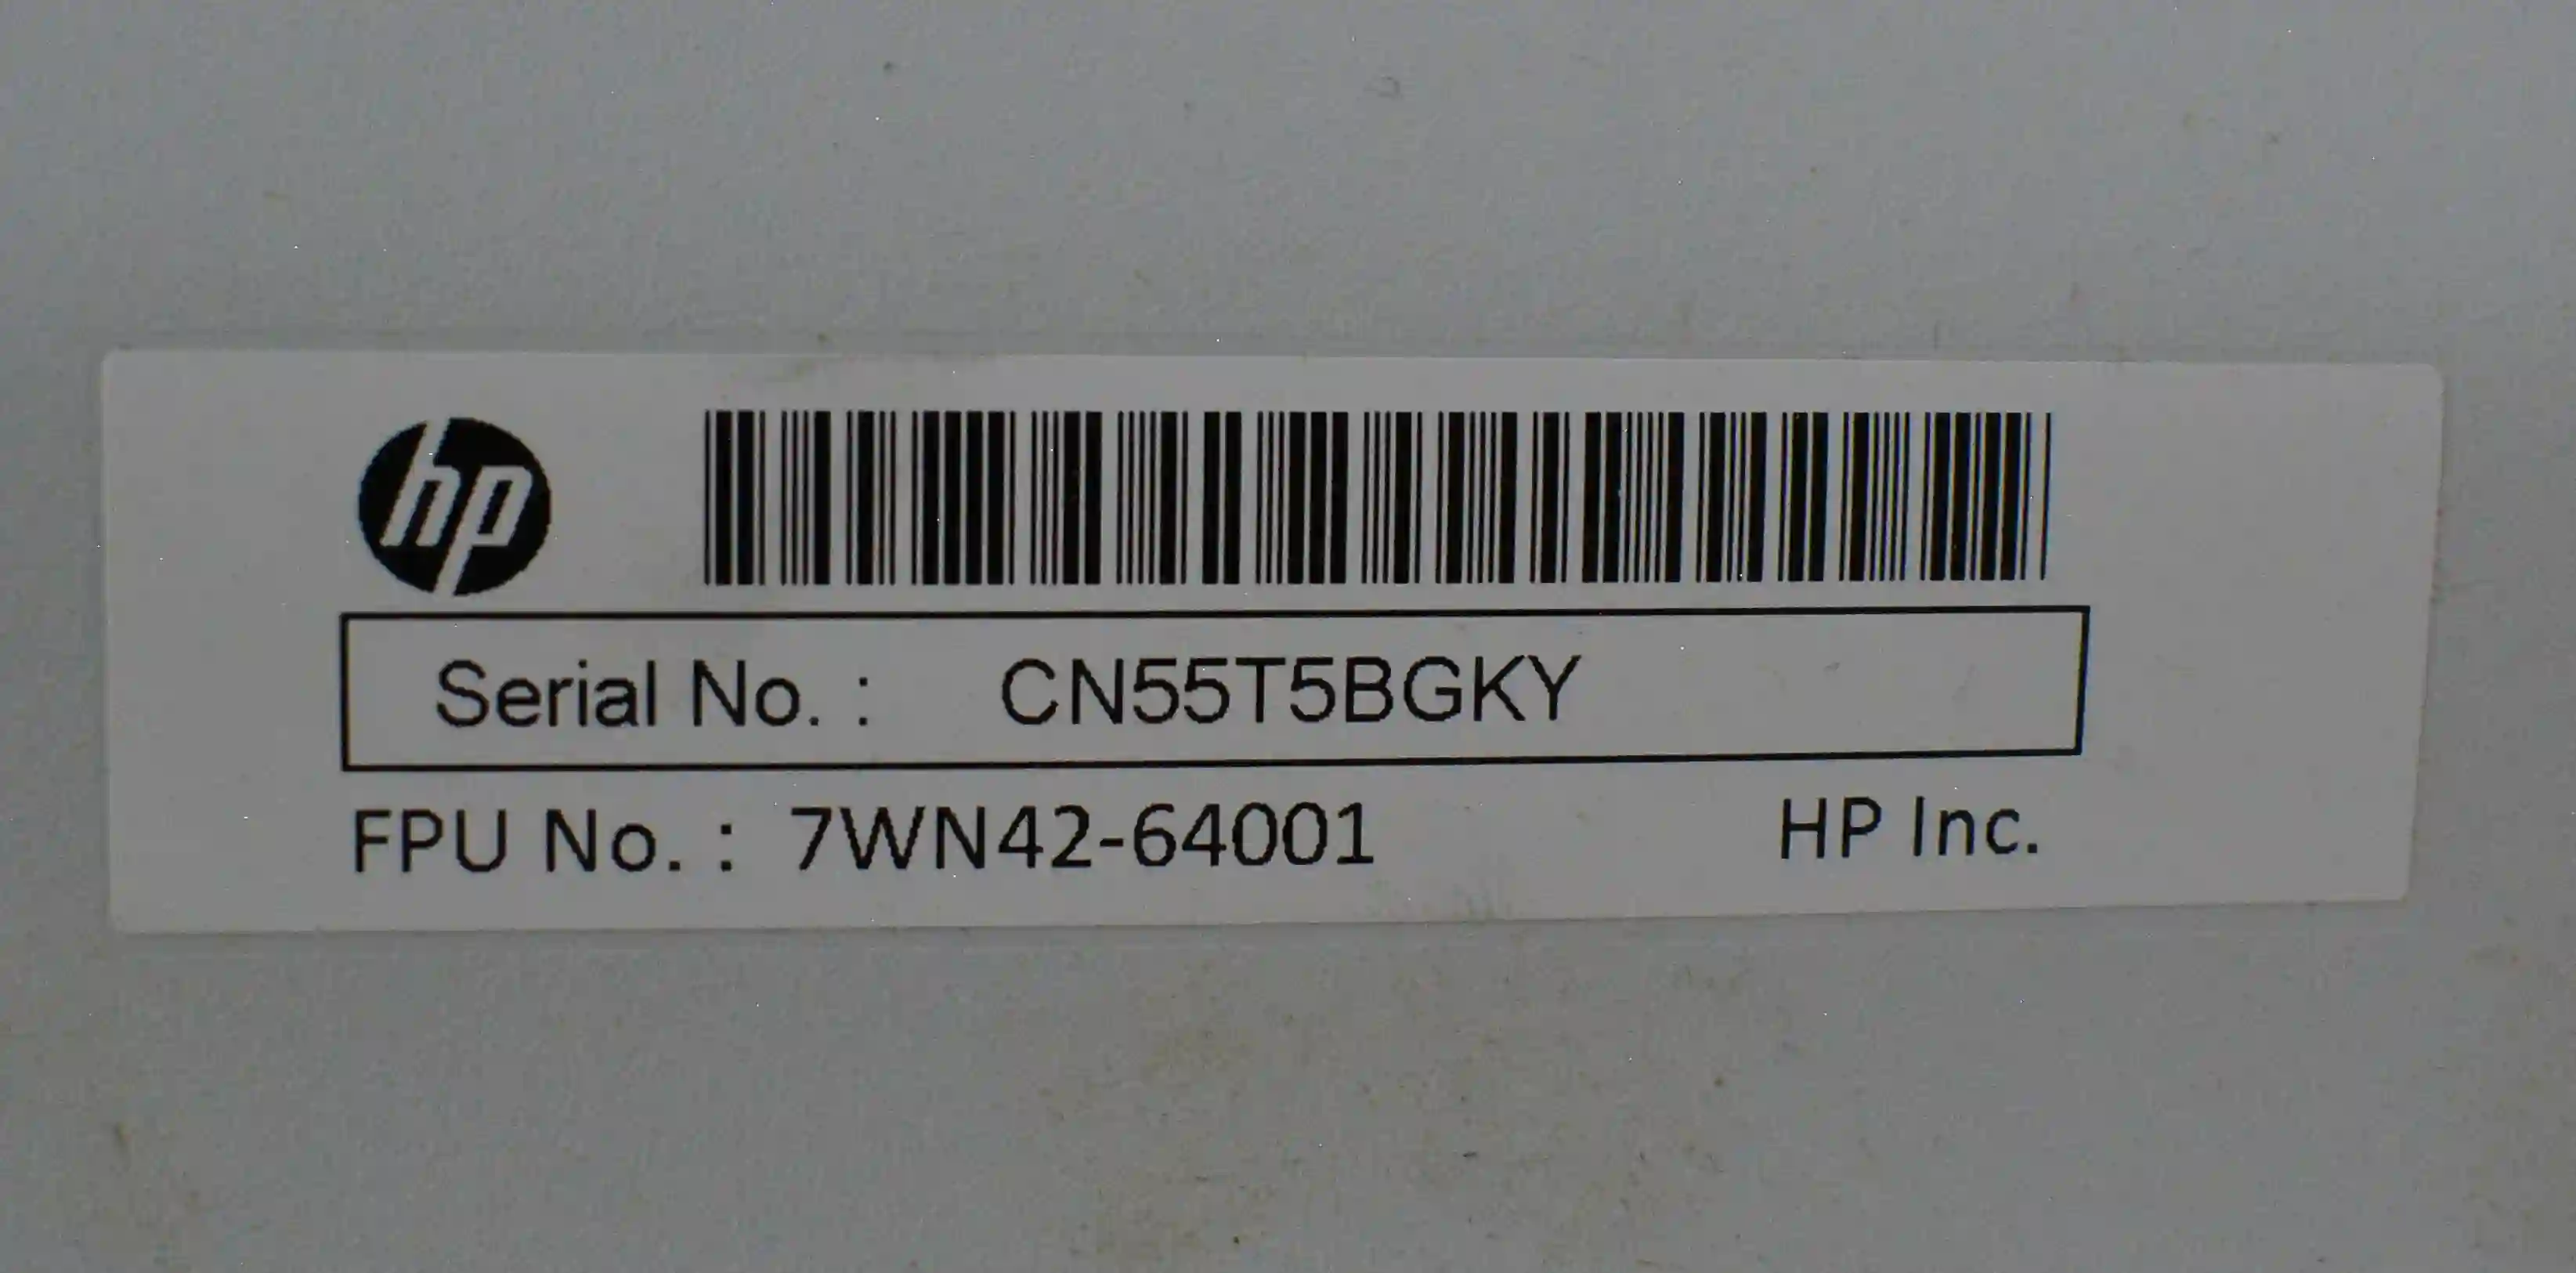 hp
Serial No. : CN55T5BGKY
FPU No. : 7WN42-64001 HP Inc.